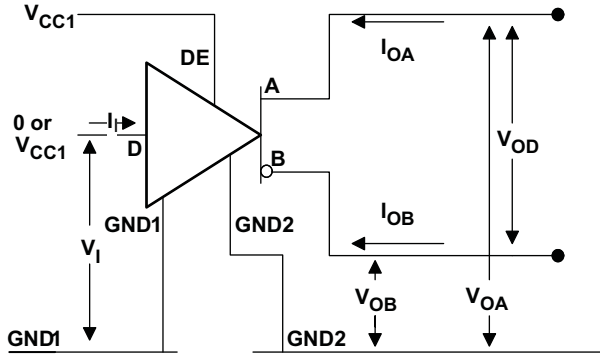 VCC1
DE
IOA
A
0 or
VCC1
II
D
VOD
B
GND1
GND2
IOB
VI
VOB
VOA
GND1
GND2